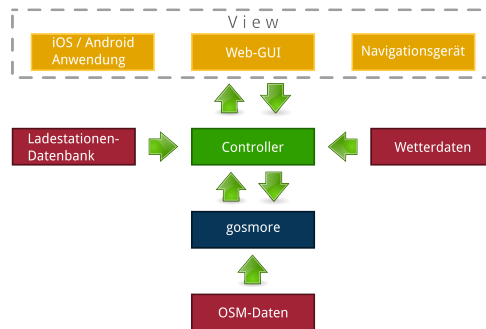 View
iOS / Android
Anwendung
Web-GUI
Navigationsgerät
Ladestationen-
Datenbank
Controller
Wetterdaten
gosmore
OSM-Daten